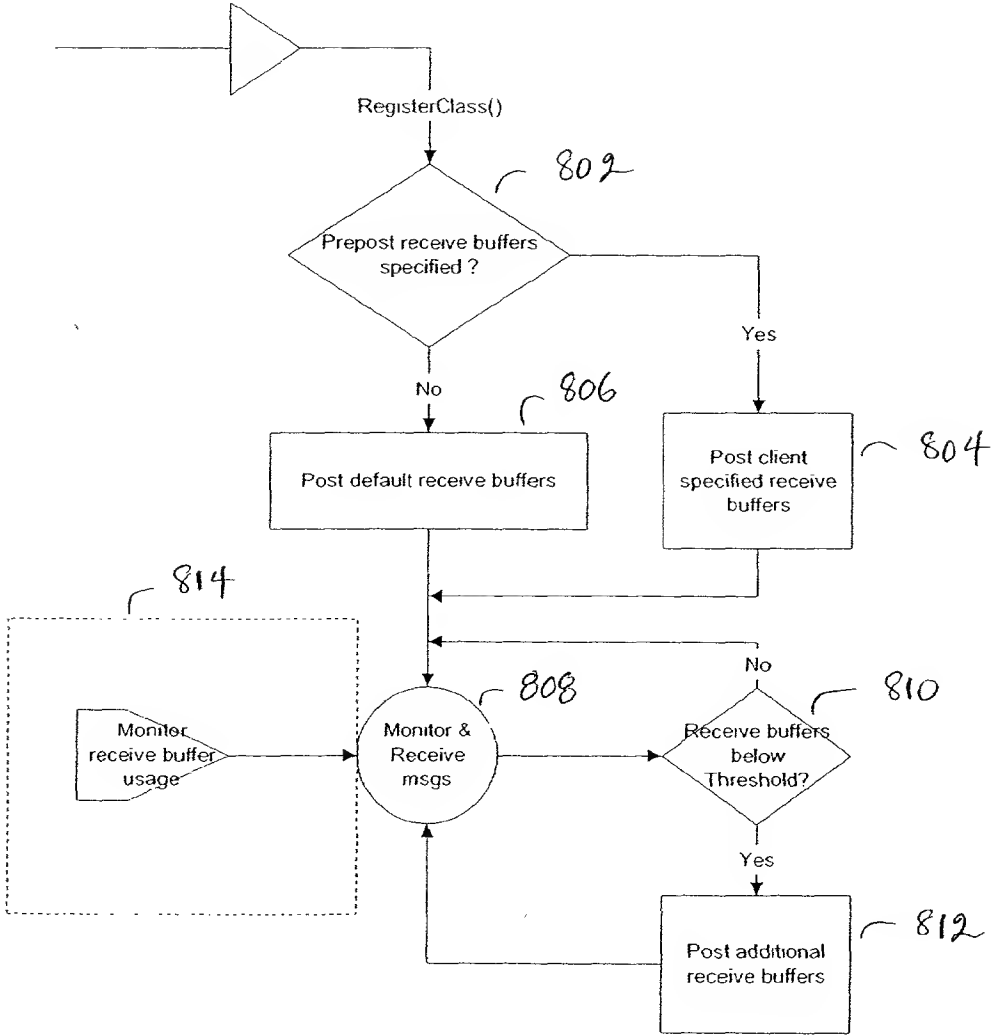 RegisterClass()
802
Prepost receive buffers
specified ?
Yes
No
806
804
Post default receive buffers
Post client
specified receive
buffers
814
No
808
810
Monitor
receive buffer
usage
Monitor &
Receive
msgs
Receive buffers
below
Threshold?
Yes
812
Post additional
receive buffers